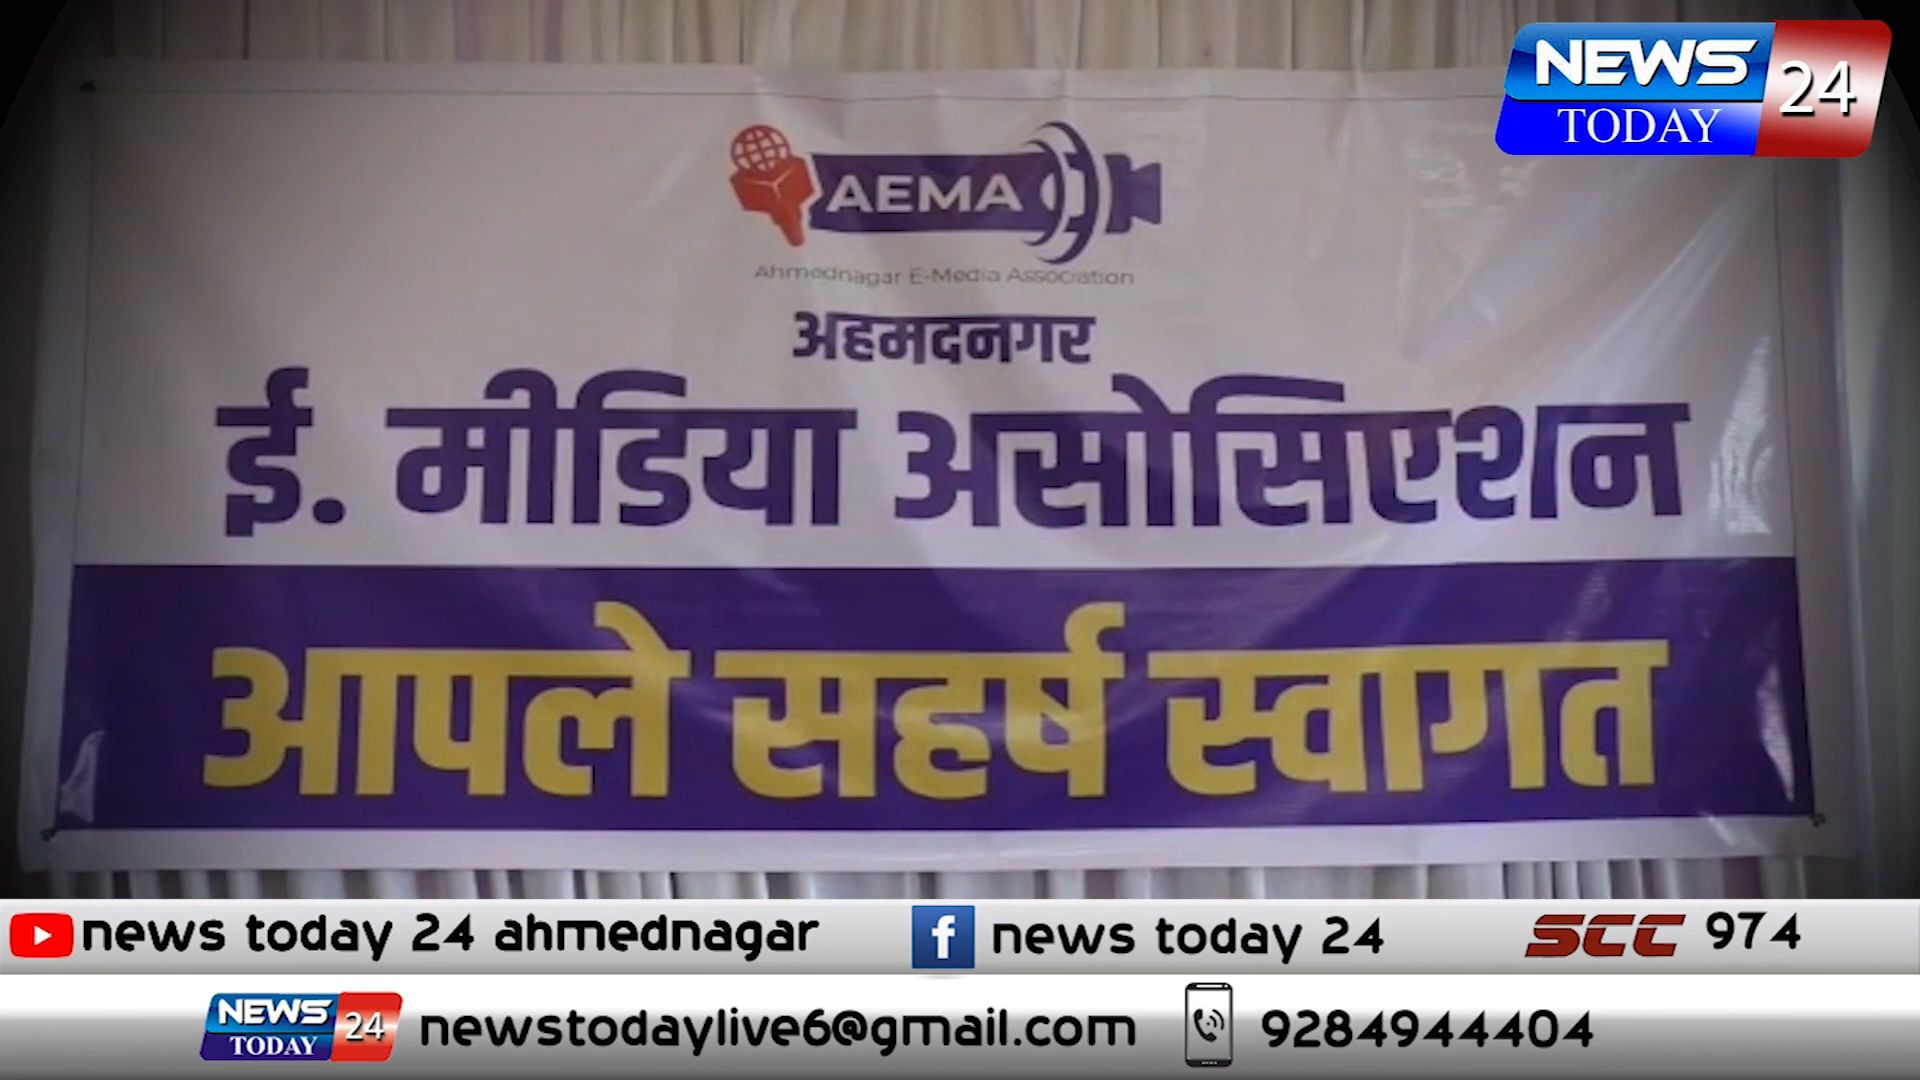 NEWS
TODAY
24
AEMA
Ahmednagar E-Media Association
अहमदनगर
ई. मीडिया असोसिएशन
आपले सहर्ष स्वागत
news today 24 ahmednagar
news today 24
SCC 974
NEWS
TODAY
24
newstodaylive6@gmail.com
9284944404